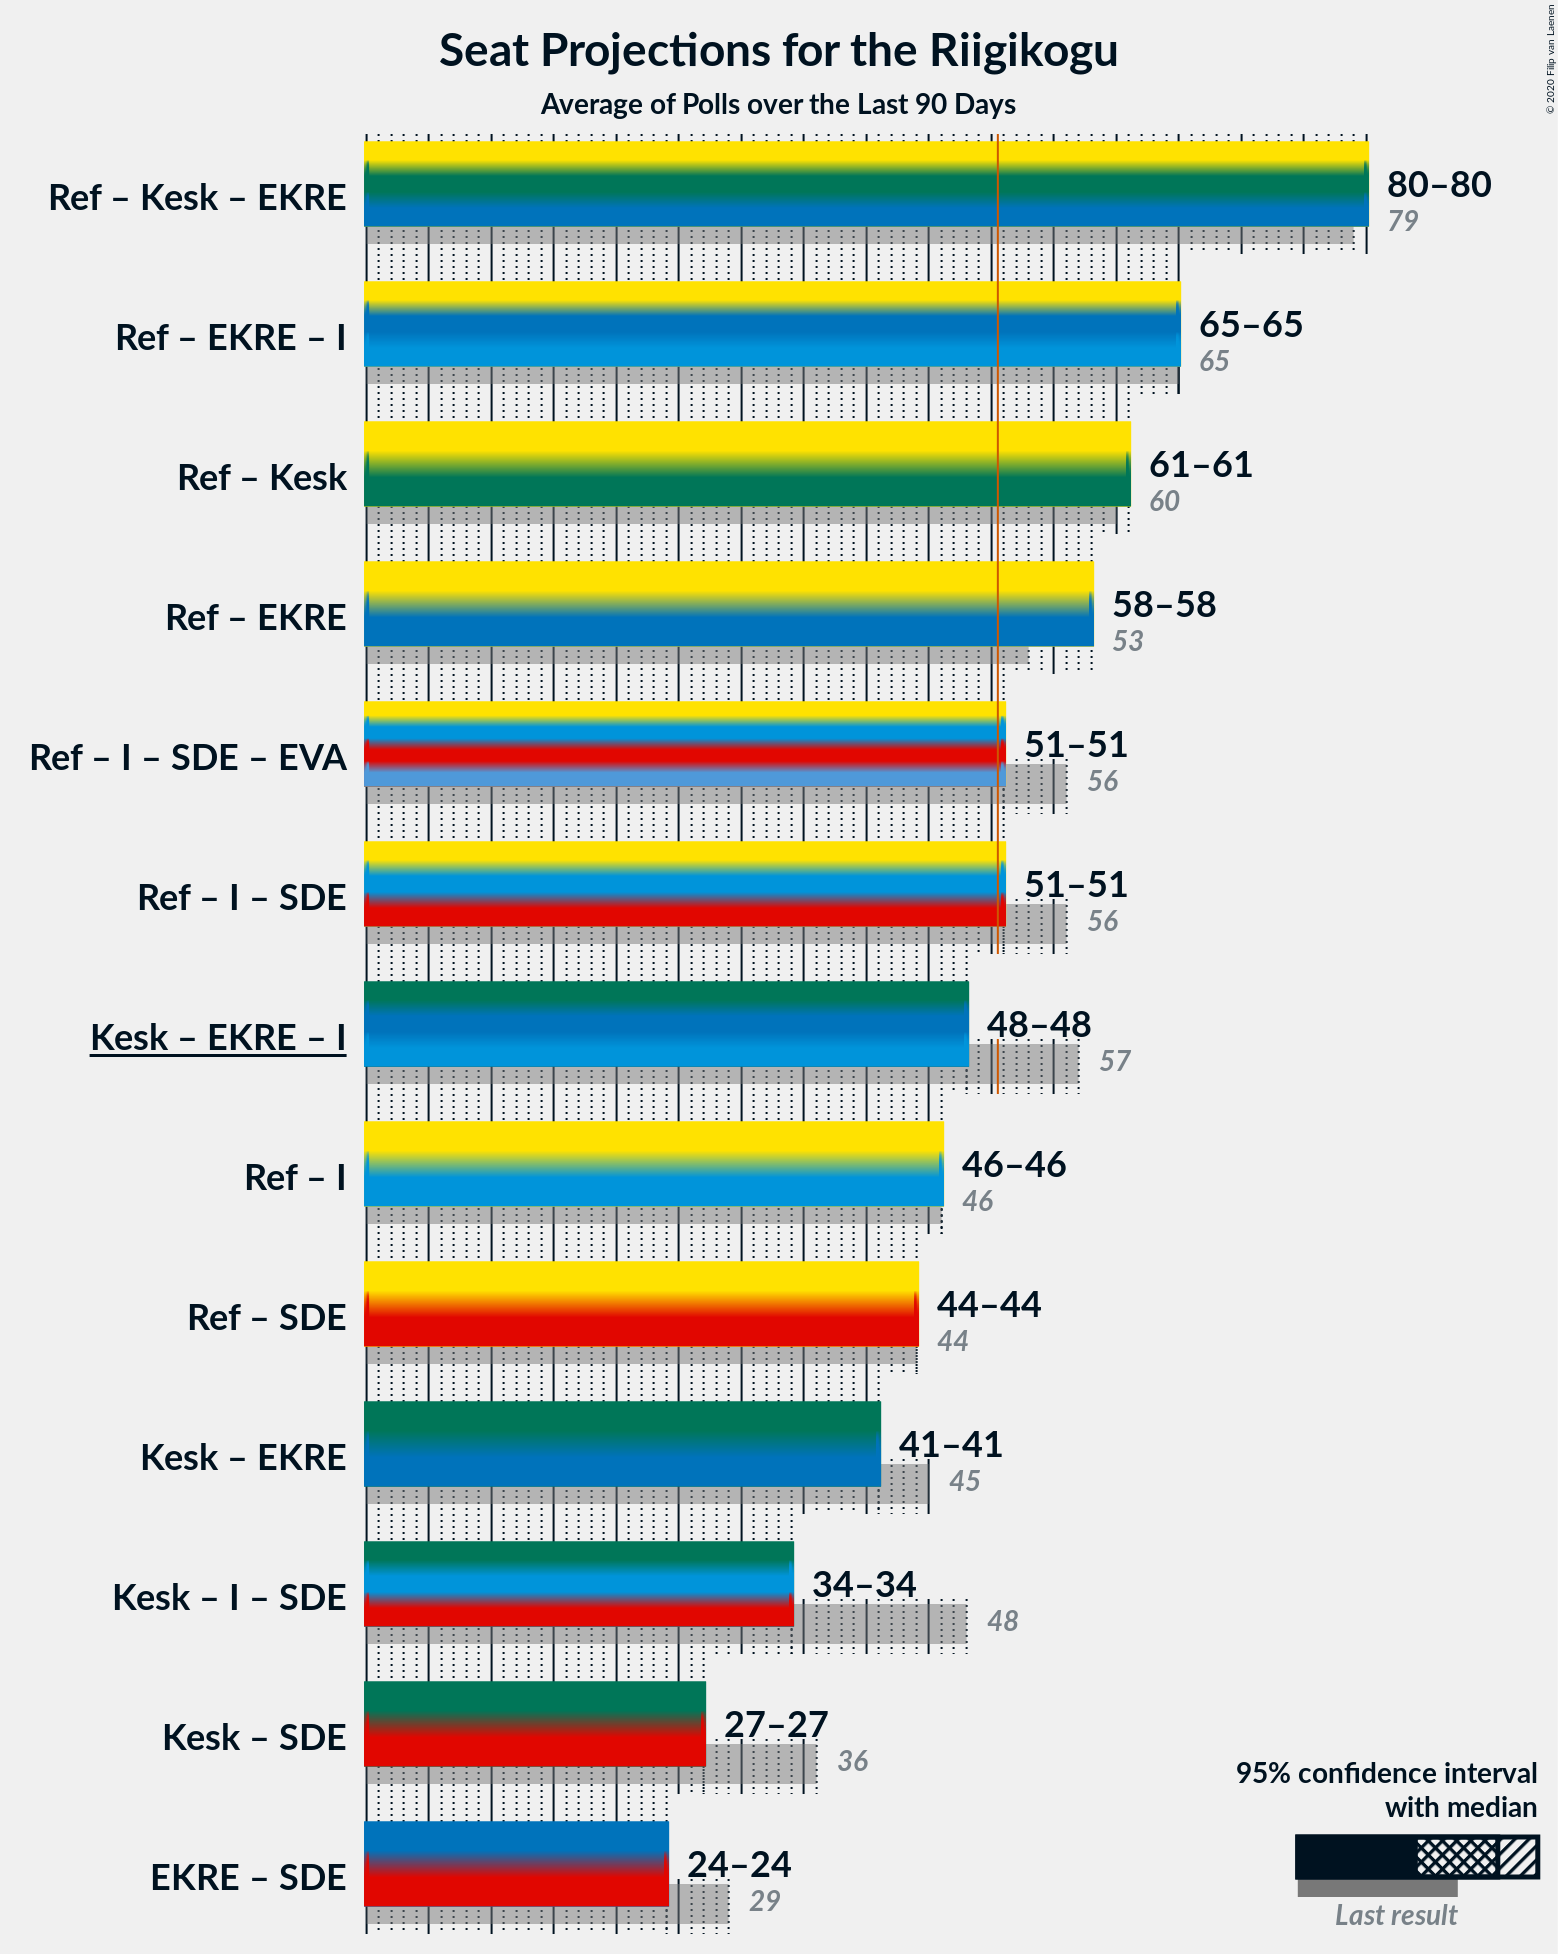 Seat Projections for the Riigikogu
Average of Polls over the Last 90 Days
© 2020 Filip van Laenen
Ref – Kesk – EKRE
80–80
79
Ref – EKRE – I
65–65
65
Ref – Kesk
61–61
60
Ref – EKRE
58–58
53
Ref – I – SDE – EVA
51–51
56
Ref – I – SDE
51–51
56
Kesk – EKRE – I
48–48
57
Ref – I
46–46
46
Ref – SDE
44–44
44
Kesk – EKRE
41–41
45
Kesk – I – SDE
34–34
48
Kesk – SDE
27–27
36
EKRE – SDE
24–24
29
95% confidence interval
with median
Last result